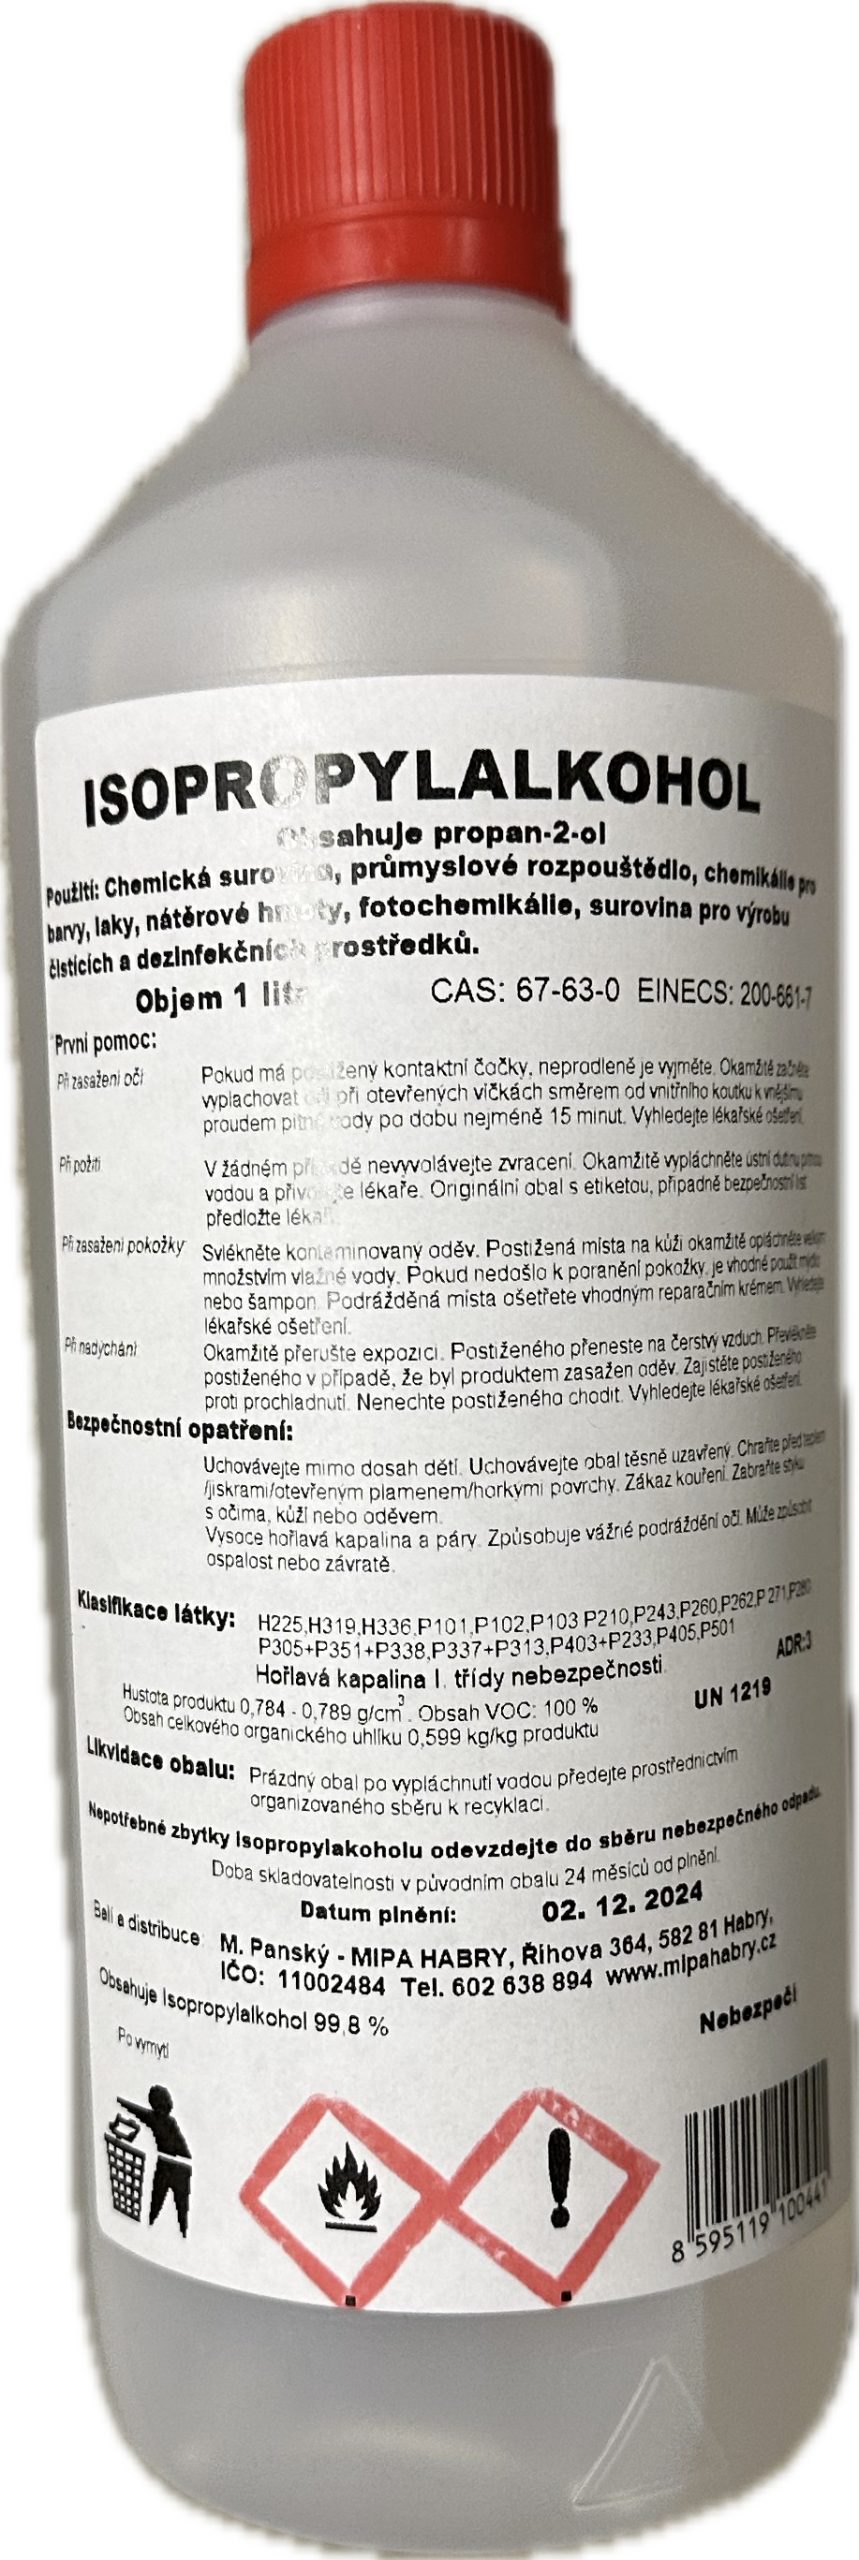 ISOPROPYLALKOHOL
Obsahuje propan-2-ol
Použití: Chemická surovina, průmyslové rozpouštědlo, chemikálie pro
barvy, laky, nátěrové hmoty, fotochemikálie, surovina pro výrobu
čisticích a dezinfekčních prostředků.
Objem 1 litr CAS: 67-63-0 EINECS: 200-661-7
První pomoc:
Při zasažení očí Pokud má postižený kontaktní čočky, neprodleně je vyjměte. Okamžitě začněte
vyplachovat oči při otevřených víčkách směrem od vnitřního koutku k vnějšímu
proudem pitné vody po dobu nejméně 15 minut. Vyhledejte lékařské ošetření.
Při požití V žádném případě nevyvolávejte zvracení. Okamžitě vypláchněte ústní dutinu pitnou
vodou a přivolejte lékaře. Originální obal s etiketou, případně bezpečnostní list
předložte lékaři.
Při zasažení pokožky Svlékněte kontaminovaný oděv. Postižená místa na kůži okamžitě opláchněte velkým
množstvím vlažné vody. Pokud nedošlo k poranění pokožky, je vhodné použít mýdlo
nebo šampon. Podrážděná místa ošetřete vhodným reparačním krémem. Vyhledejte
lékařské ošetření.
Při nadýchání Okamžitě přerušte expozici. Postiženého přeneste na čerstvý vzduch. Převlékněte
postiženého v případě, že byl produktem zasažen oděv. Zajistěte postiženého
proti prochladnutí. Nenechte postiženého chodit. Vyhledejte lékařské ošetření.
Bezpečnostní opatření:
Uchovávejte mimo dosah dětí. Uchovávejte obal těsně uzavřený. Chraňte před teplem
/jiskrami/otevřeným plamenem/horkými povrchy. Zákaz kouření. Zabraňte styku
s očima, kůží nebo oděvem.
Vysoce hořlavá kapalina a páry. Způsobuje vážné podráždění očí. Může způsobit
ospalost nebo závratě.
Klasifikace látky: H225,H319,H336,P101,P102,P103 P210,P243,P260,P262,P 271,P280
P305+P351+P338,P337+P313,P403+P233,P405,P501
Hořlavá kapalina I. třídy nebezpečnosti. ADR:3
Hustota produktu 0,784 - 0,789 g/cm³. Obsah VOC: 100 % UN 1219
Obsah celkového organického uhlíku 0,599 kg/kg produktu
Likvidace obalu: Prázdný obal po vypláchnutí vodou předejte prostřednictvím
organizovaného sběru k recyklaci.
Nepotřebné zbytky Isopropylakoholu odevzdejte do sběru nebezpečného odpadu.
Doba skladovatelnosti v původním obalu 24 měsíců od plnění.
Datum plnění: 02. 12. 2024
Balí a distribuce: M. Panský - MIPA HABRY, Říhova 364, 582 81 Habry,
IČO: 11002484 Tel. 602 638 894 www.mipahabry.cz
Obsahuje Isopropylalkohol 99,8 %
Nebezpečí
Po vymytí
8 595119 100441